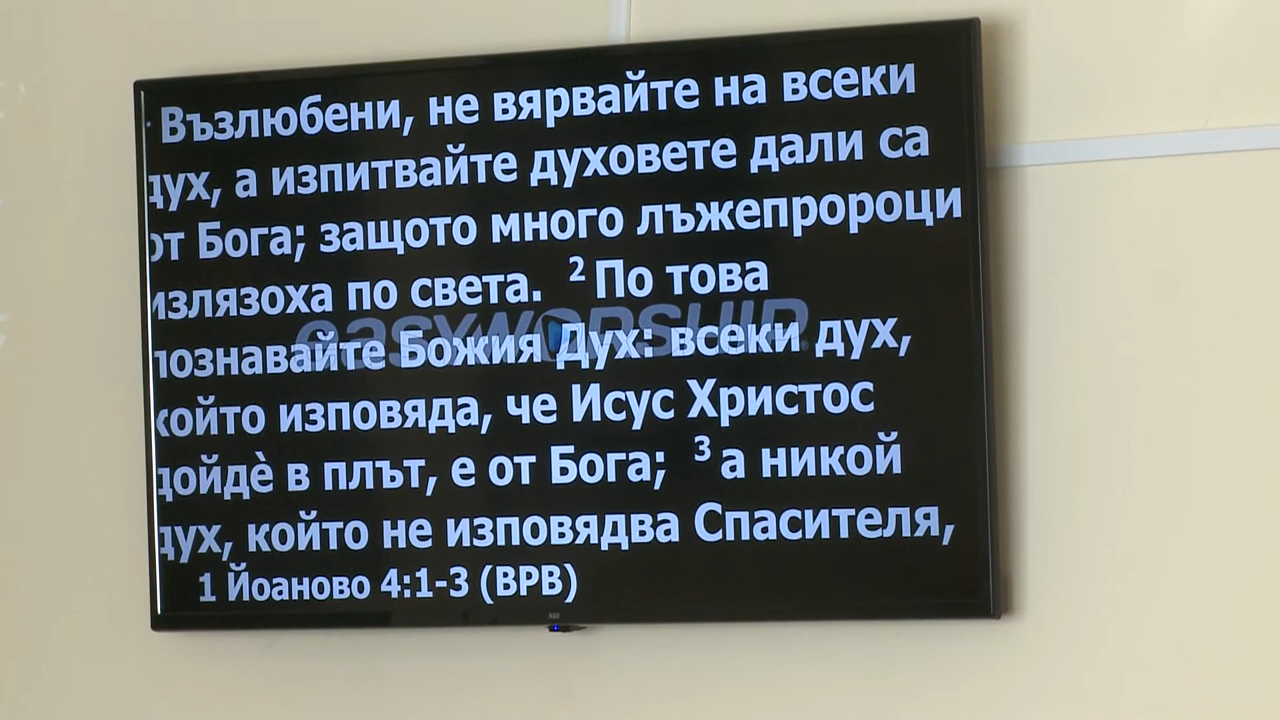 Възлюбени, не вярвайте на всеки
дух, а изпитвайте духовете дали са
от Бога; защото много лъжепророци
излязоха по света. 2 По това
познавайте Божия Дух: всеки дух,
easyworship
който изповяда, че Исус Христос
дойдѐ в плът, е от Бога; 3 а никой
дух, който не изповядва Спасителя,
1 Йоаново 4:1-3 (ВРВ)